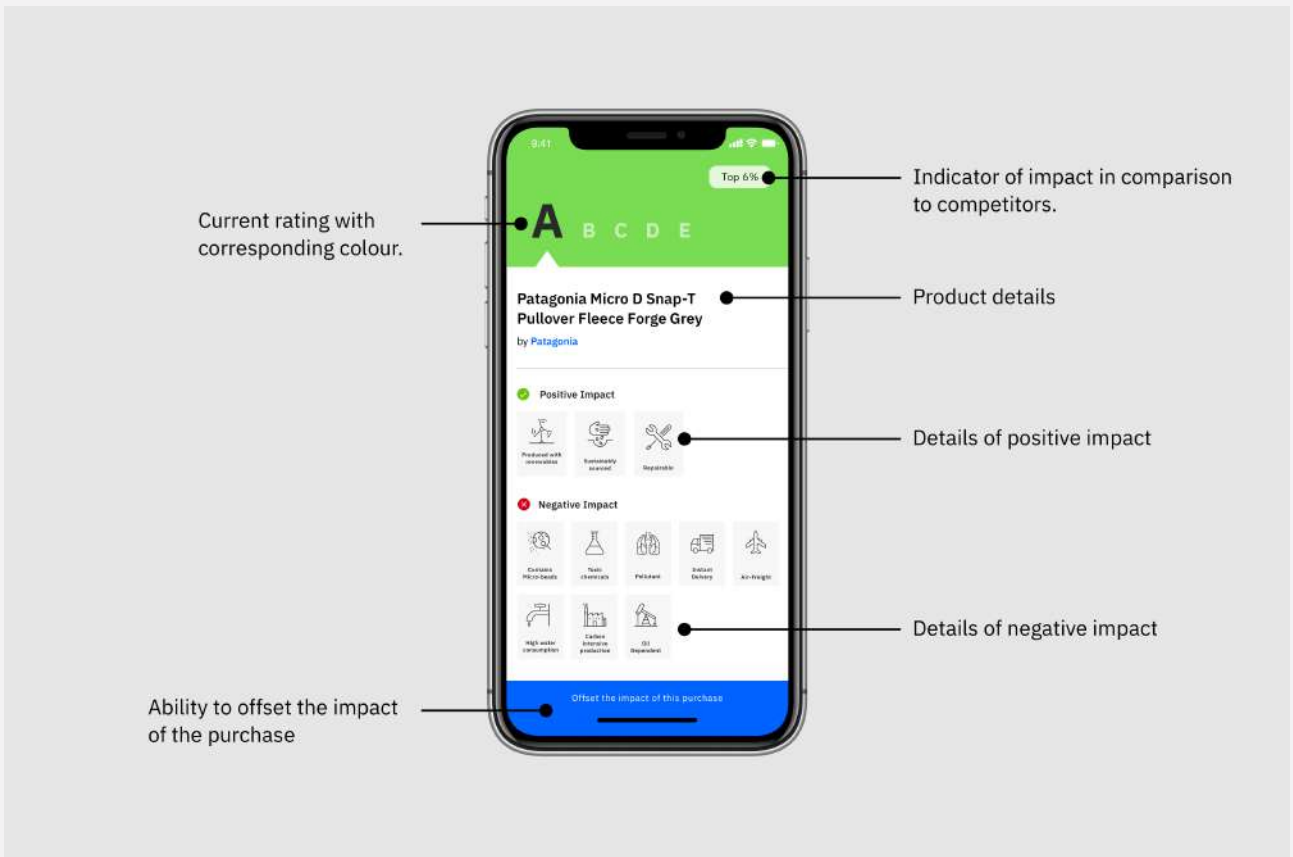 9:41
Top 6%
Indicator of impact in comparison
to competitors.
Current rating with
corresponding colour.
A B C D E
Patagonia Micro D Snap-T
Pullover Fleece Forge Grey
Product details
by Patagonia
Positive Impact
Produced with
renewables
Sustainably
sourced
Repairable
Details of positive impact
Negative Impact
Contains
Micro-beads
Toxic
chemicals
Pollutant
Instant
Delivery
Air-freight
High water
consumption
Carbon
intensive
production
Oil
Dependent
Details of negative impact
Offset the impact of this purchase
Ability to offset the impact
of the purchase